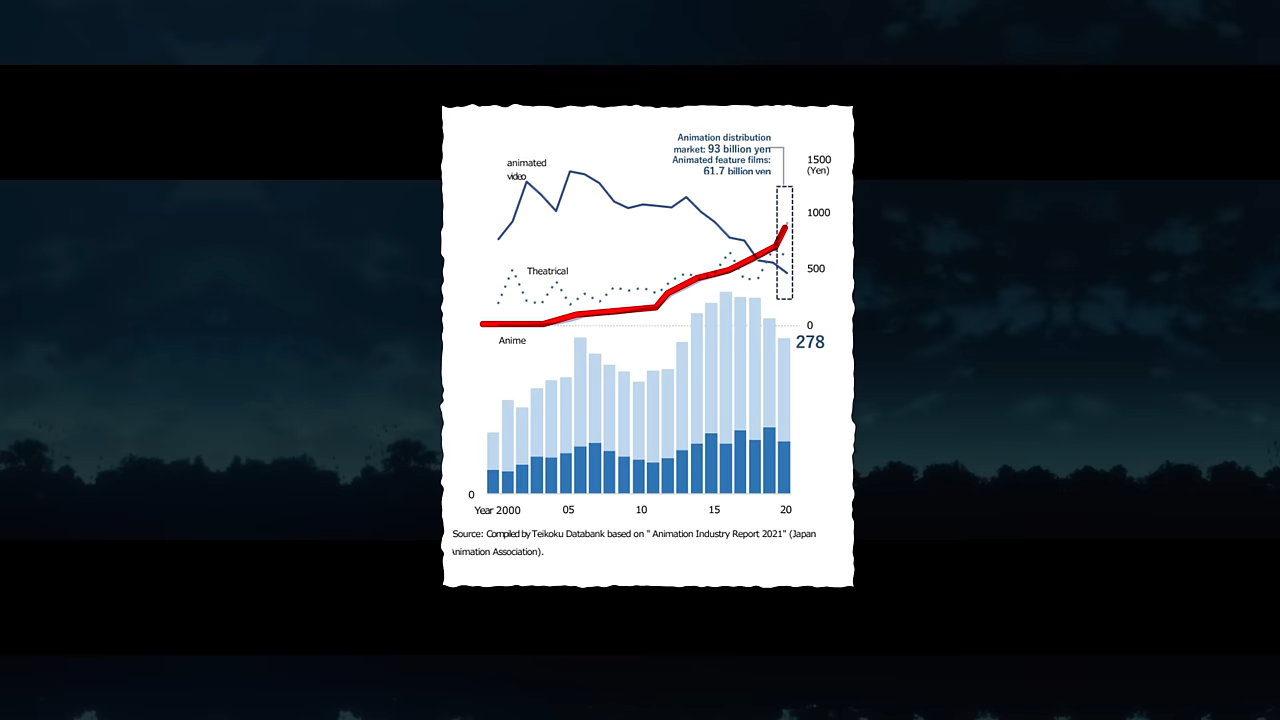 Animation distribution
market: 93 billion yen
Animated feature films:
61.7 billion yen
1500
(Yen)
animated
video
1000
500
Theatrical
0
Anime
278
0
Year 2000
05
10
15
20
Source: Compiled by Teikoku Databank based on " Animation Industry Report 2021" (Japan
Animation Association).